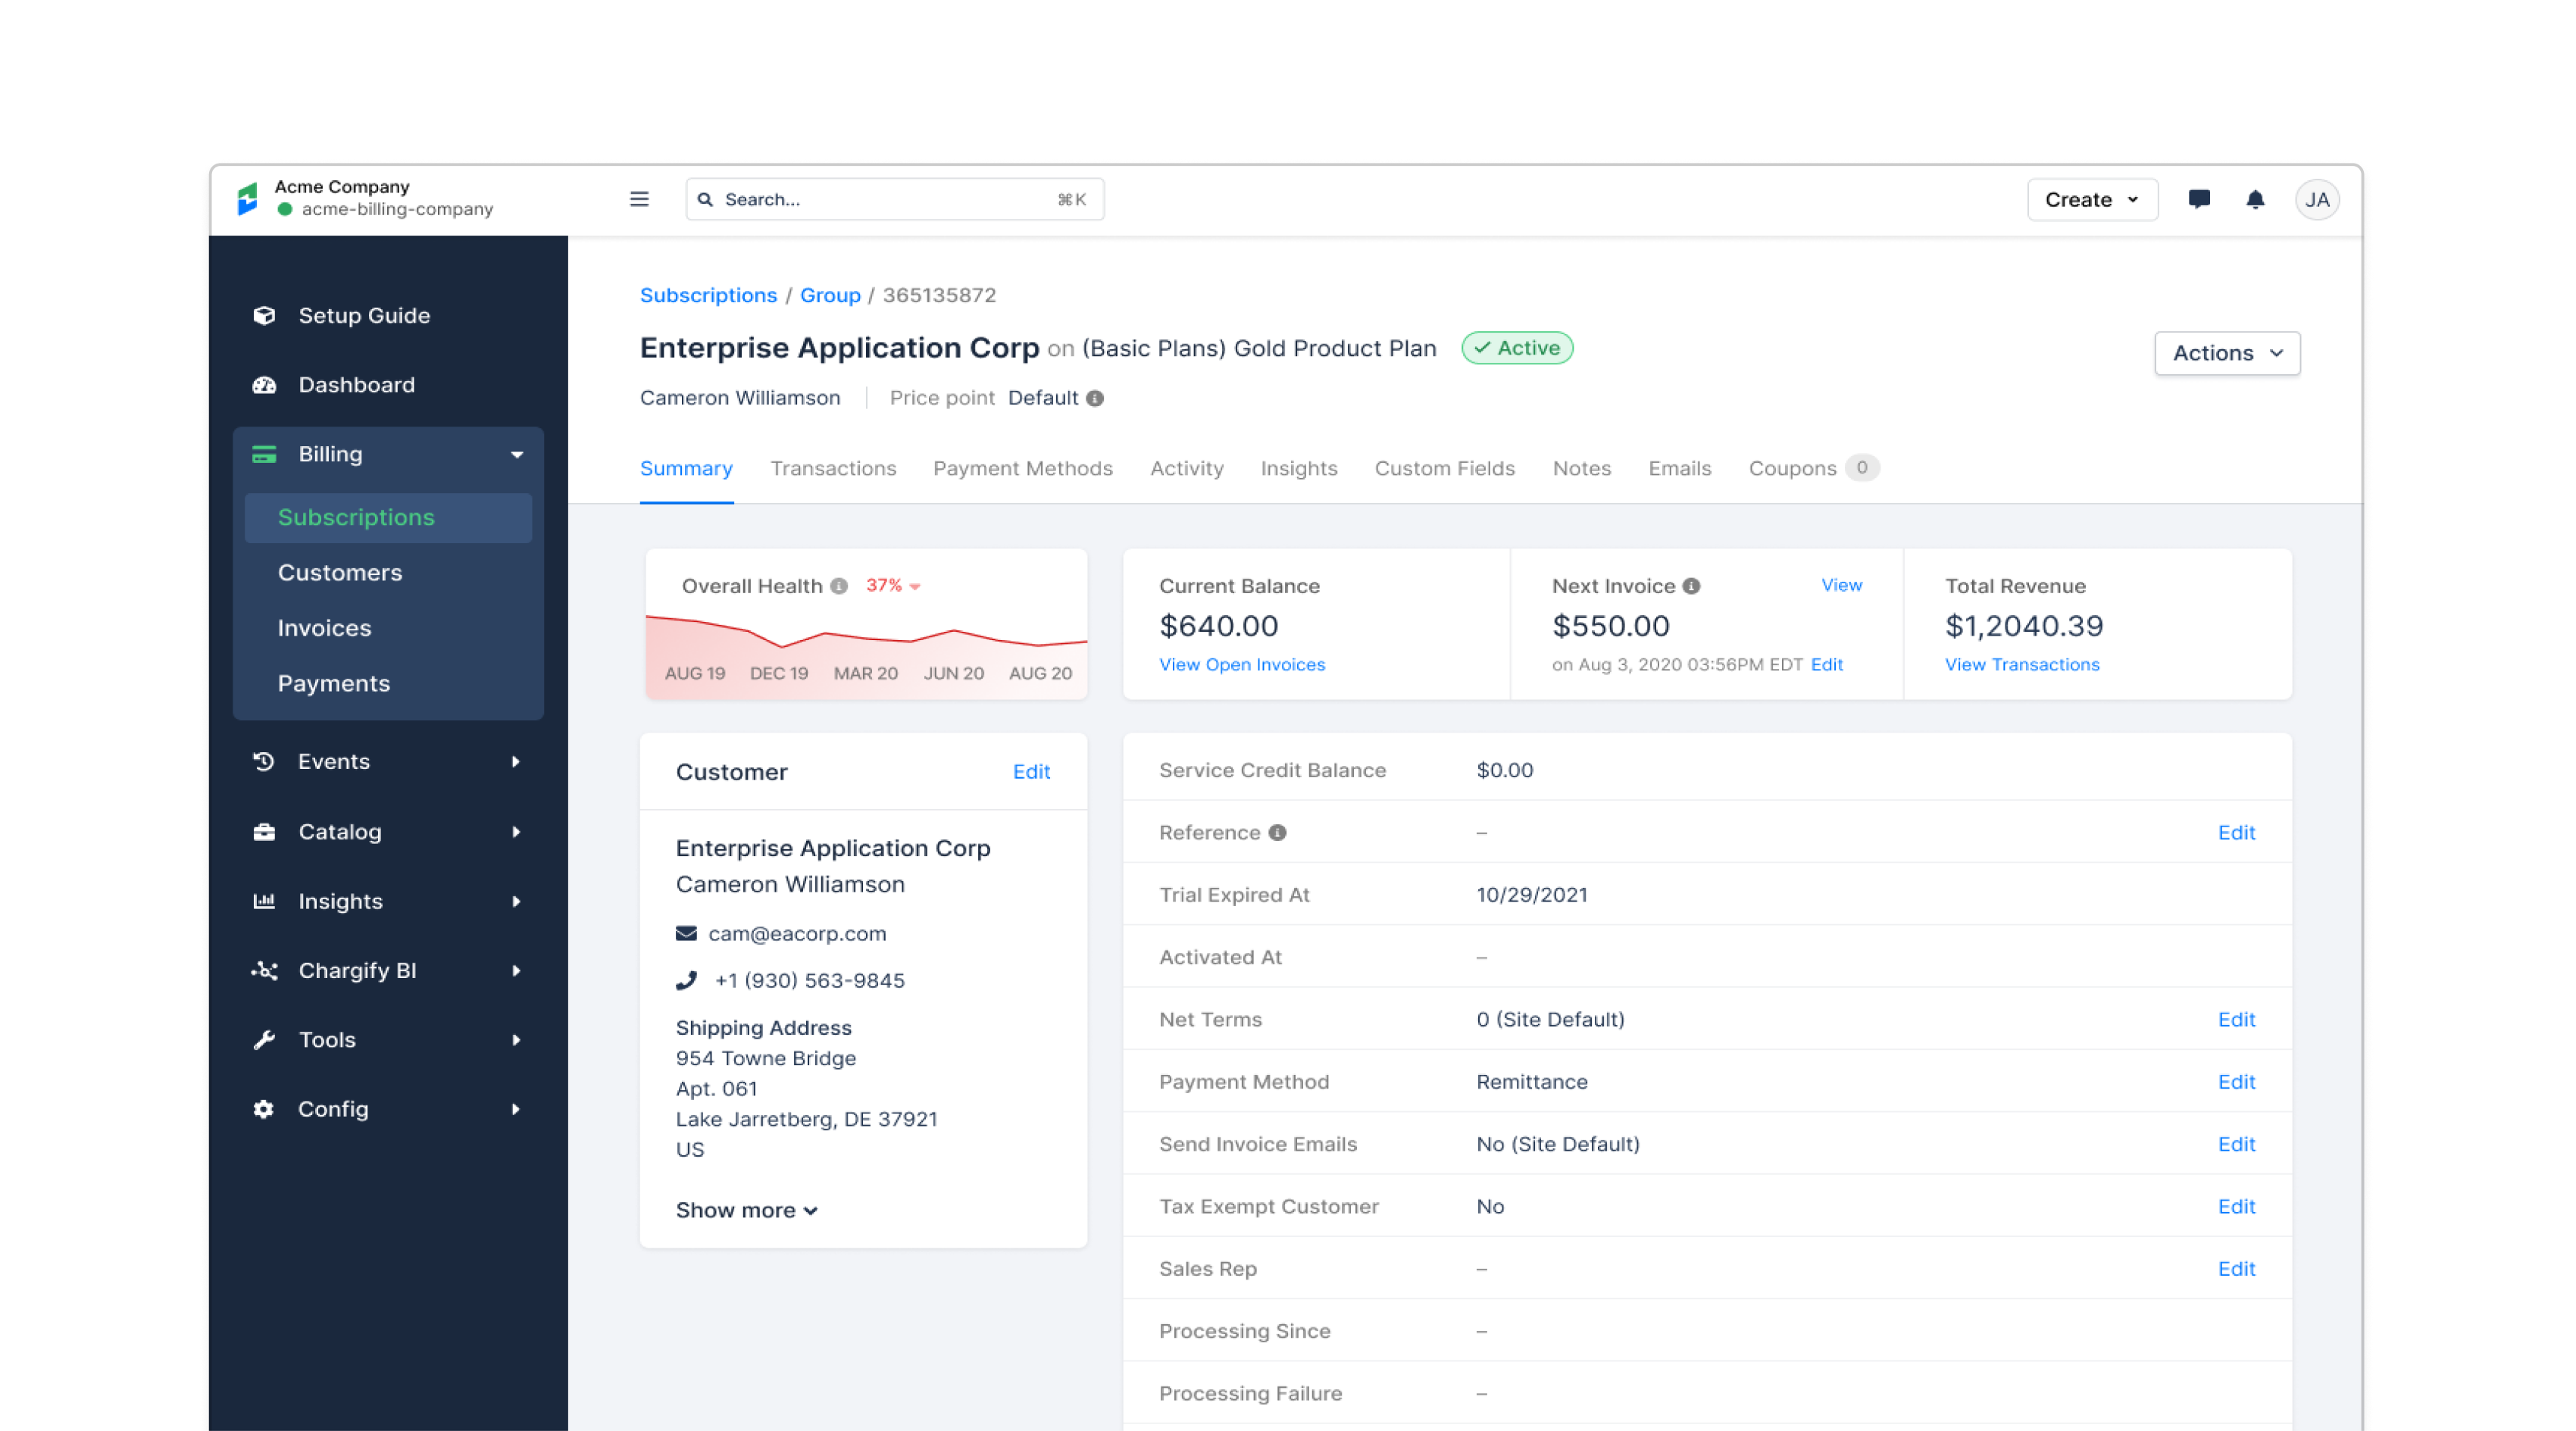 Acme Company
acme-billing-company
Search... ⌘K
Create
JA
Setup Guide
Dashboard
Billing
Subscriptions
Customers
Invoices
Payments
Events
Catalog
Insights
Chargify BI
Tools
Config
Subscriptions / Group / 365135872
Enterprise Application Corp on (Basic Plans) Gold Product Plan Active
Actions
Cameron Williamson Price point Default
Summary Transactions Payment Methods Activity Insights Custom Fields Notes Emails Coupons 0
Overall Health 37%
AUG 19 DEC 19 MAR 20 JUN 20 AUG 20
Current Balance
$640.00
View Open Invoices
Next Invoice View
$550.00
on Aug 3, 2020 03:56PM EDT Edit
Total Revenue
$1,2040.39
View Transactions
Customer Edit
Enterprise Application Corp
Cameron Williamson
cam@eacorp.com
+1 (930) 563-9845
Shipping Address
954 Towne Bridge
Apt. 061
Lake Jarretberg, DE 37921
US
Show more
Service Credit Balance $0.00
Reference – Edit
Trial Expired At 10/29/2021
Activated At –
Net Terms 0 (Site Default) Edit
Payment Method Remittance Edit
Send Invoice Emails No (Site Default) Edit
Tax Exempt Customer No Edit
Sales Rep – Edit
Processing Since –
Processing Failure –